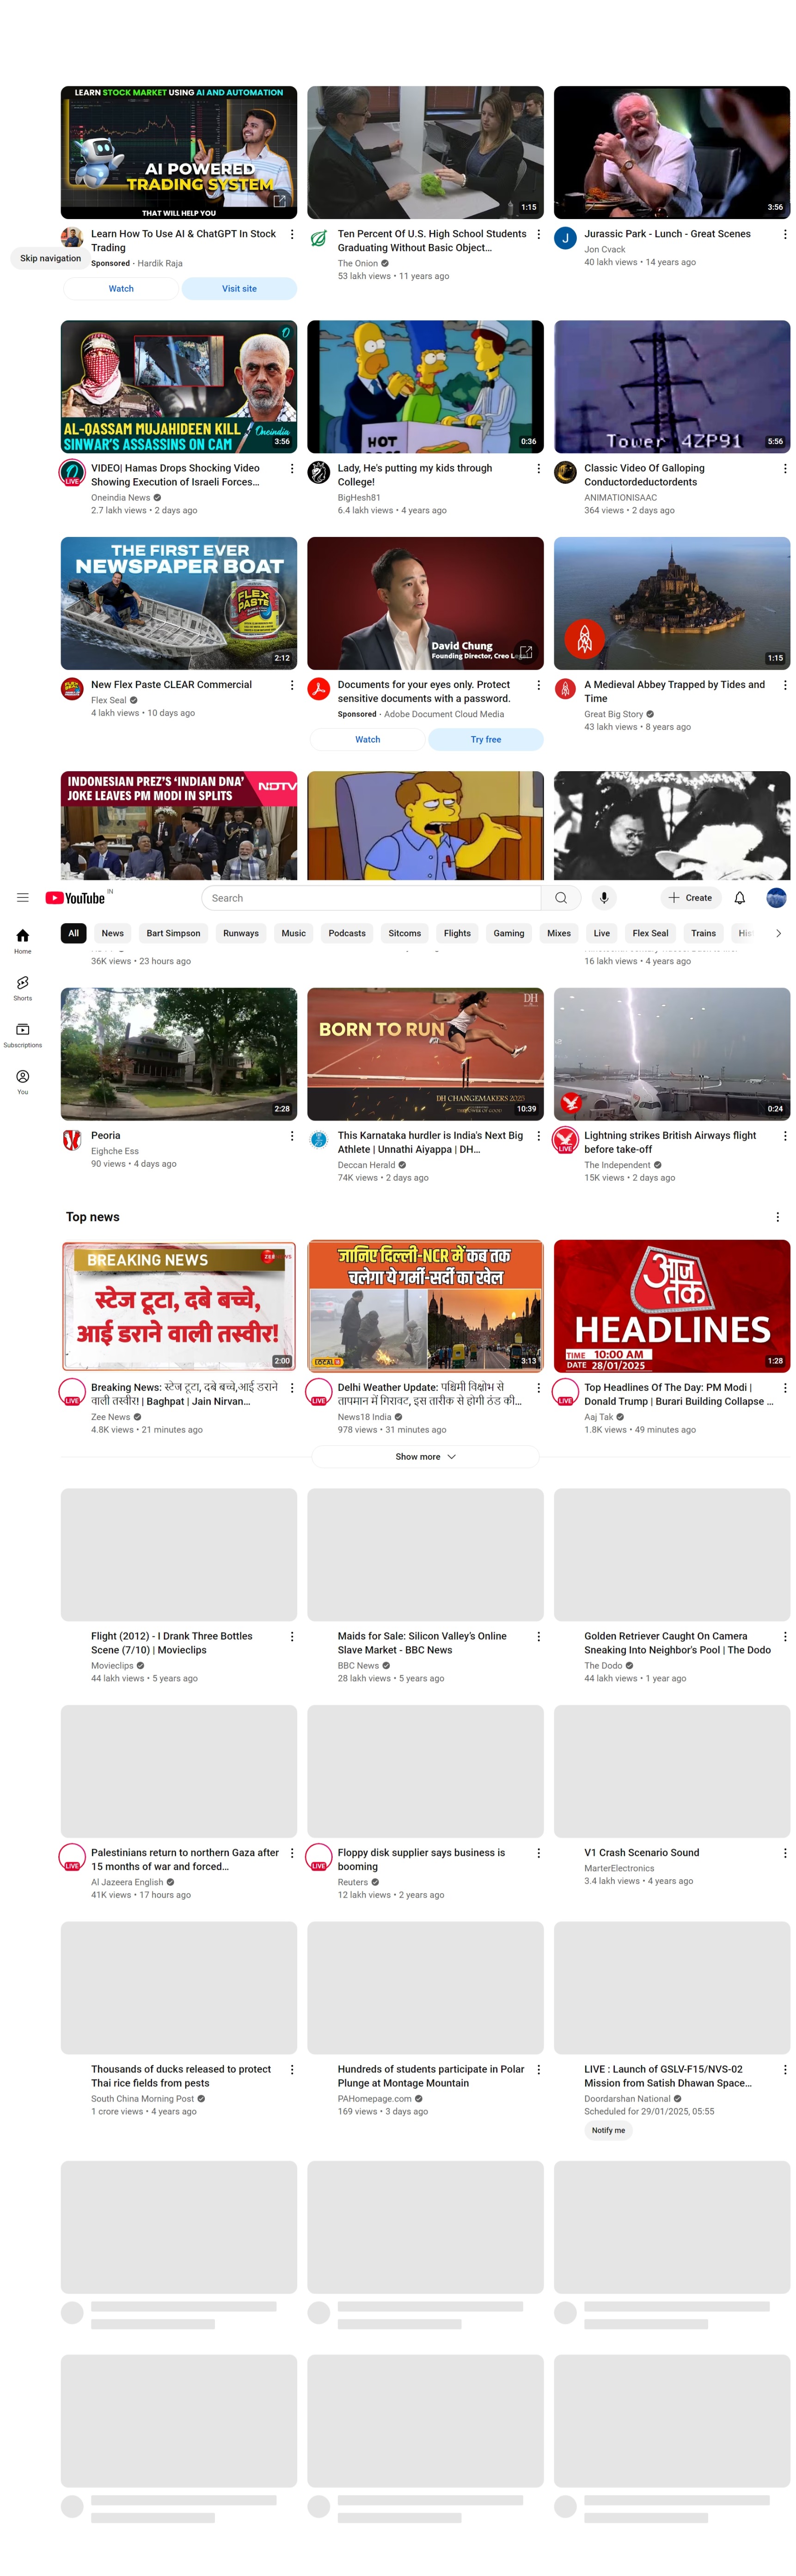 LEARN STOCK MARKET USING AI AND AUTOMATION
AI POWERED
TRADING SYSTEM
THAT WILL HELP YOU
1:15
3:56
Learn How To Use AI & ChatGPT In Stock
Trading
Sponsored · Hardik Raja
Watch
Visit site
Skip navigation
Ten Percent Of U.S. High School Students
Graduating Without Basic Object...
The Onion
53 lakh views • 11 years ago
J
Jurassic Park - Lunch - Great Scenes
Jon Cvack
40 lakh views • 14 years ago
AL-QASSAM MUJAHIDEEN KILL
SINWAR'S ASSASSINS ON CAM
Oneindia
3:56
HOT
0:36
Tower 4ZP91
5:56
LIVE
VIDEO| Hamas Drops Shocking Video
Showing Execution of Israeli Forces...
Oneindia News
2.7 lakh views • 2 days ago
Lady, He's putting my kids through
College!
BigHesh81
6.4 lakh views • 4 years ago
Classic Video Of Galloping
Conductordeductordents
ANIMATIONISAAC
364 views • 2 days ago
THE FIRST EVER
NEWSPAPER BOAT
FLEX
PASTE
2:12
David Chung
Founding Director, Creo
1:15
New Flex Paste CLEAR Commercial
Flex Seal
4 lakh views • 10 days ago
Documents for your eyes only. Protect
sensitive documents with a password.
Sponsored · Adobe Document Cloud Media
Watch
Try free
A Medieval Abbey Trapped by Tides and
Time
Great Big Story
43 lakh views • 8 years ago
INDONESIAN PREZ'S 'INDIAN DNA'
JOKE LEAVES PM MODI IN SPLITS
NDTV
YouTube IN
Search
Create
All
News
Bart Simpson
Runways
Music
Podcasts
Sitcoms
Flights
Gaming
Mixes
Live
Flex Seal
Trains
His
Home
Shorts
Subscriptions
You
36K views • 23 hours ago
16 lakh views • 4 years ago
2:28
DH
BORN TO RUN
DH CHANGEMAKERS 2025
THE POWER OF GOOD
10:39
0:24
Peoria
Eighche Ess
90 views • 4 days ago
This Karnataka hurdler is India's Next Big
Athlete | Unnathi Aiyappa | DH...
Deccan Herald
74K views • 2 days ago
LIVE
Lightning strikes British Airways flight
before take-off
The Independent
15K views • 2 days ago
Top news
BREAKING NEWS
स्टेज टूटा, दबे बच्चे,
आई डराने वाली तस्वीर!
2:00
जानिए दिल्ली-NCR में कब तक
चलेगा ये गर्मी-सर्दी का खेल
LOCAL18
3:13
आज तक
HEADLINES
TIME 10:00 AM
DATE 28/01/2025
1:28
LIVE
Breaking News: स्टेज टूटा, दबे बच्चे,आई डराने
वाली तस्वीर! | Baghpat | Jain Nirvan...
Zee News
4.8K views • 21 minutes ago
LIVE
Delhi Weather Update: पश्चिमी विक्षोभ से
तापमान में गिरावट, इस तारीख से होगी ठंड की...
News18 India
978 views • 31 minutes ago
LIVE
Top Headlines Of The Day: PM Modi |
Donald Trump | Burari Building Collapse ...
Aaj Tak
1.8K views • 49 minutes ago
Show more
Flight (2012) - I Drank Three Bottles
Scene (7/10) | Movieclips
Movieclips
44 lakh views • 5 years ago
Maids for Sale: Silicon Valley's Online
Slave Market - BBC News
BBC News
28 lakh views • 5 years ago
Golden Retriever Caught On Camera
Sneaking Into Neighbor's Pool | The Dodo
The Dodo
44 lakh views • 1 year ago
LIVE
Palestinians return to northern Gaza after
15 months of war and forced...
Al Jazeera English
41K views • 17 hours ago
LIVE
Floppy disk supplier says business is
booming
Reuters
12 lakh views • 2 years ago
V1 Crash Scenario Sound
MarterElectronics
3.4 lakh views • 4 years ago
Thousands of ducks released to protect
Thai rice fields from pests
South China Morning Post
1 crore views • 4 years ago
Hundreds of students participate in Polar
Plunge at Montage Mountain
PAHomepage.com
169 views • 3 days ago
LIVE : Launch of GSLV-F15/NVS-02
Mission from Satish Dhawan Space...
Doordarshan National
Scheduled for 29/01/2025, 05:55
Notify me